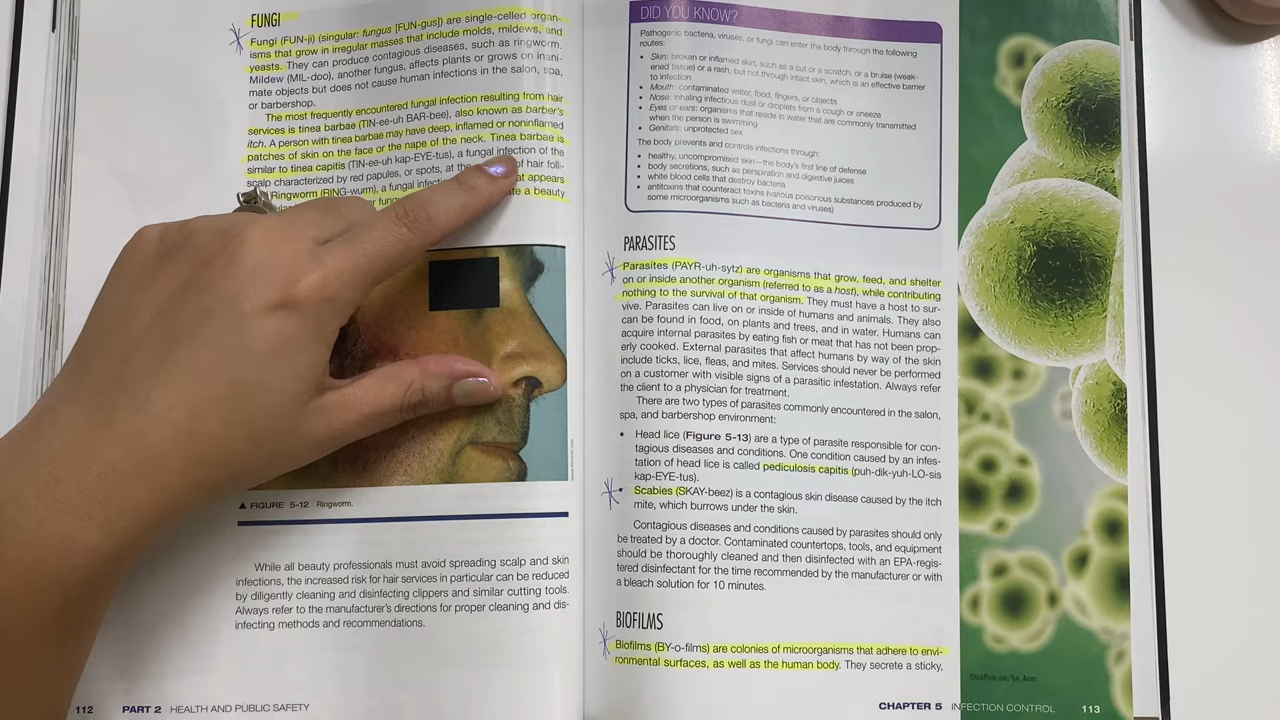 FUNGI
Fungi (FUN-ji) (singular: fungus [FUN-gus]) are single-celled organ-
isms that grow in irregular masses that include molds, mildews, and
yeasts. They can produce contagious diseases, such as ringworm.
Mildew (MIL-doo), another fungus, affects plants or grows on inani-
mate objects but does not cause human infections in the salon, spa,
or barbershop.
The most frequently encountered fungal infection resulting from hair
services is tinea barbae (TIN-ee-uh BAR-bee), also known as barber's
itch. A person with tinea barbae may have deep, inflamed or noninflamed
patches of skin on the face or the nape of the neck. Tinea barbae is
similar to tinea capitis (TIN-ee-uh kap-EYE-tus), a fungal infection of the
scalp characterized by red papules, or spots, at the of hair folli-
Ringworm (RING-wurm), a fungal infecti at appears
a beauty
▲ FIGURE 5-12 Ringworm.
While all beauty professionals must avoid spreading scalp and skin
infections, the increased risk for hair services in particular can be reduced
by diligently cleaning and disinfecting clippers and similar cutting tools.
Always refer to the manufacturer's directions for proper cleaning and dis-
infecting methods and recommendations.
112 PART 2 HEALTH AND PUBLIC SAFETY
DID YOU KNOW?
Pathogenic bacteria, viruses, or fungi can enter the body through the following
routes:
• Skin: broken or inflamed skin, such as a cut or a scratch, or a bruise (weak-
ened tissue) or a rash, but not through intact skin, which is an effective barrier
to infection
• Mouth: contaminated water, food, fingers, or objects
• Nose: inhaling infectious dust or droplets from a cough or sneeze
• Eyes or ears: organisms that reside in water that are commonly transmitted
when the person is swimming
• Genitals: unprotected sex
The body prevents and controls infections through:
• healthy, uncompromised skin—the body's first line of defense
• body secretions, such as perspiration and digestive juices
• white blood cells that destroy bacteria
• antitoxins that counteract toxins (various poisonous substances produced by
some microorganisms such as bacteria and viruses)
PARASITES
Parasites (PAYR-uh-sytz) are organisms that grow, feed, and shelter
on or inside another organism (referred to as a host), while contributing
nothing to the survival of that organism. They must have a host to sur-
vive. Parasites can live on or inside of humans and animals. They also
can be found in food, on plants and trees, and in water. Humans can
acquire internal parasites by eating fish or meat that has not been prop-
erly cooked. External parasites that affect humans by way of the skin
include ticks, lice, fleas, and mites. Services should never be performed
on a customer with visible signs of a parasitic infestation. Always refer
the client to a physician for treatment.
There are two types of parasites commonly encountered in the salon,
spa, and barbershop environment:
• Head lice (Figure 5-13) are a type of parasite responsible for con-
tagious diseases and conditions. One condition caused by an infes-
tation of head lice is called pediculosis capitis (puh-dik-yuh-LO-sis
kap-EYE-tus).
• Scabies (SKAY-beez) is a contagious skin disease caused by the itch
mite, which burrows under the skin.
Contagious diseases and conditions caused by parasites should only
be treated by a doctor. Contaminated countertops, tools, and equipment
should be thoroughly cleaned and then disinfected with an EPA-regis-
tered disinfectant for the time recommended by the manufacturer or with
a bleach solution for 10 minutes.
BIOFILMS
Biofilms (BY-o-films) are colonies of microorganisms that adhere to envi-
ronmental surfaces, as well as the human body. They secrete a sticky,
CHAPTER 5 INFECTION CONTROL 113